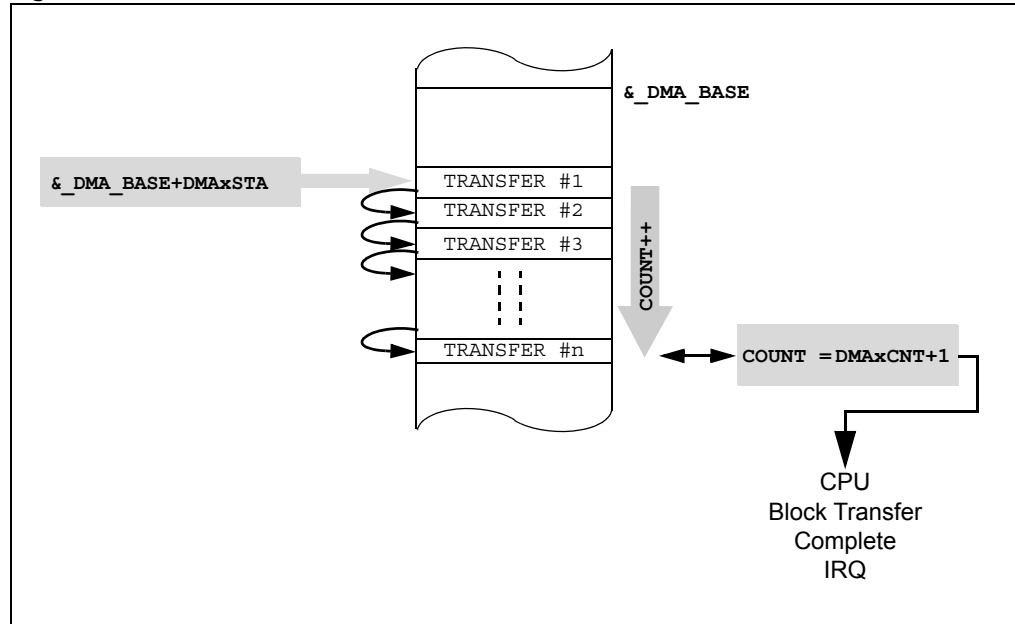 &_DMA_BASE
&_DMA_BASE+DMAxSTA
TRANSFER #1
TRANSFER #2
TRANSFER #3
COUNT++
TRANSFER #n
COUNT =DMAxCNT+1
CPU
Block Transfer
Complete
IRQ